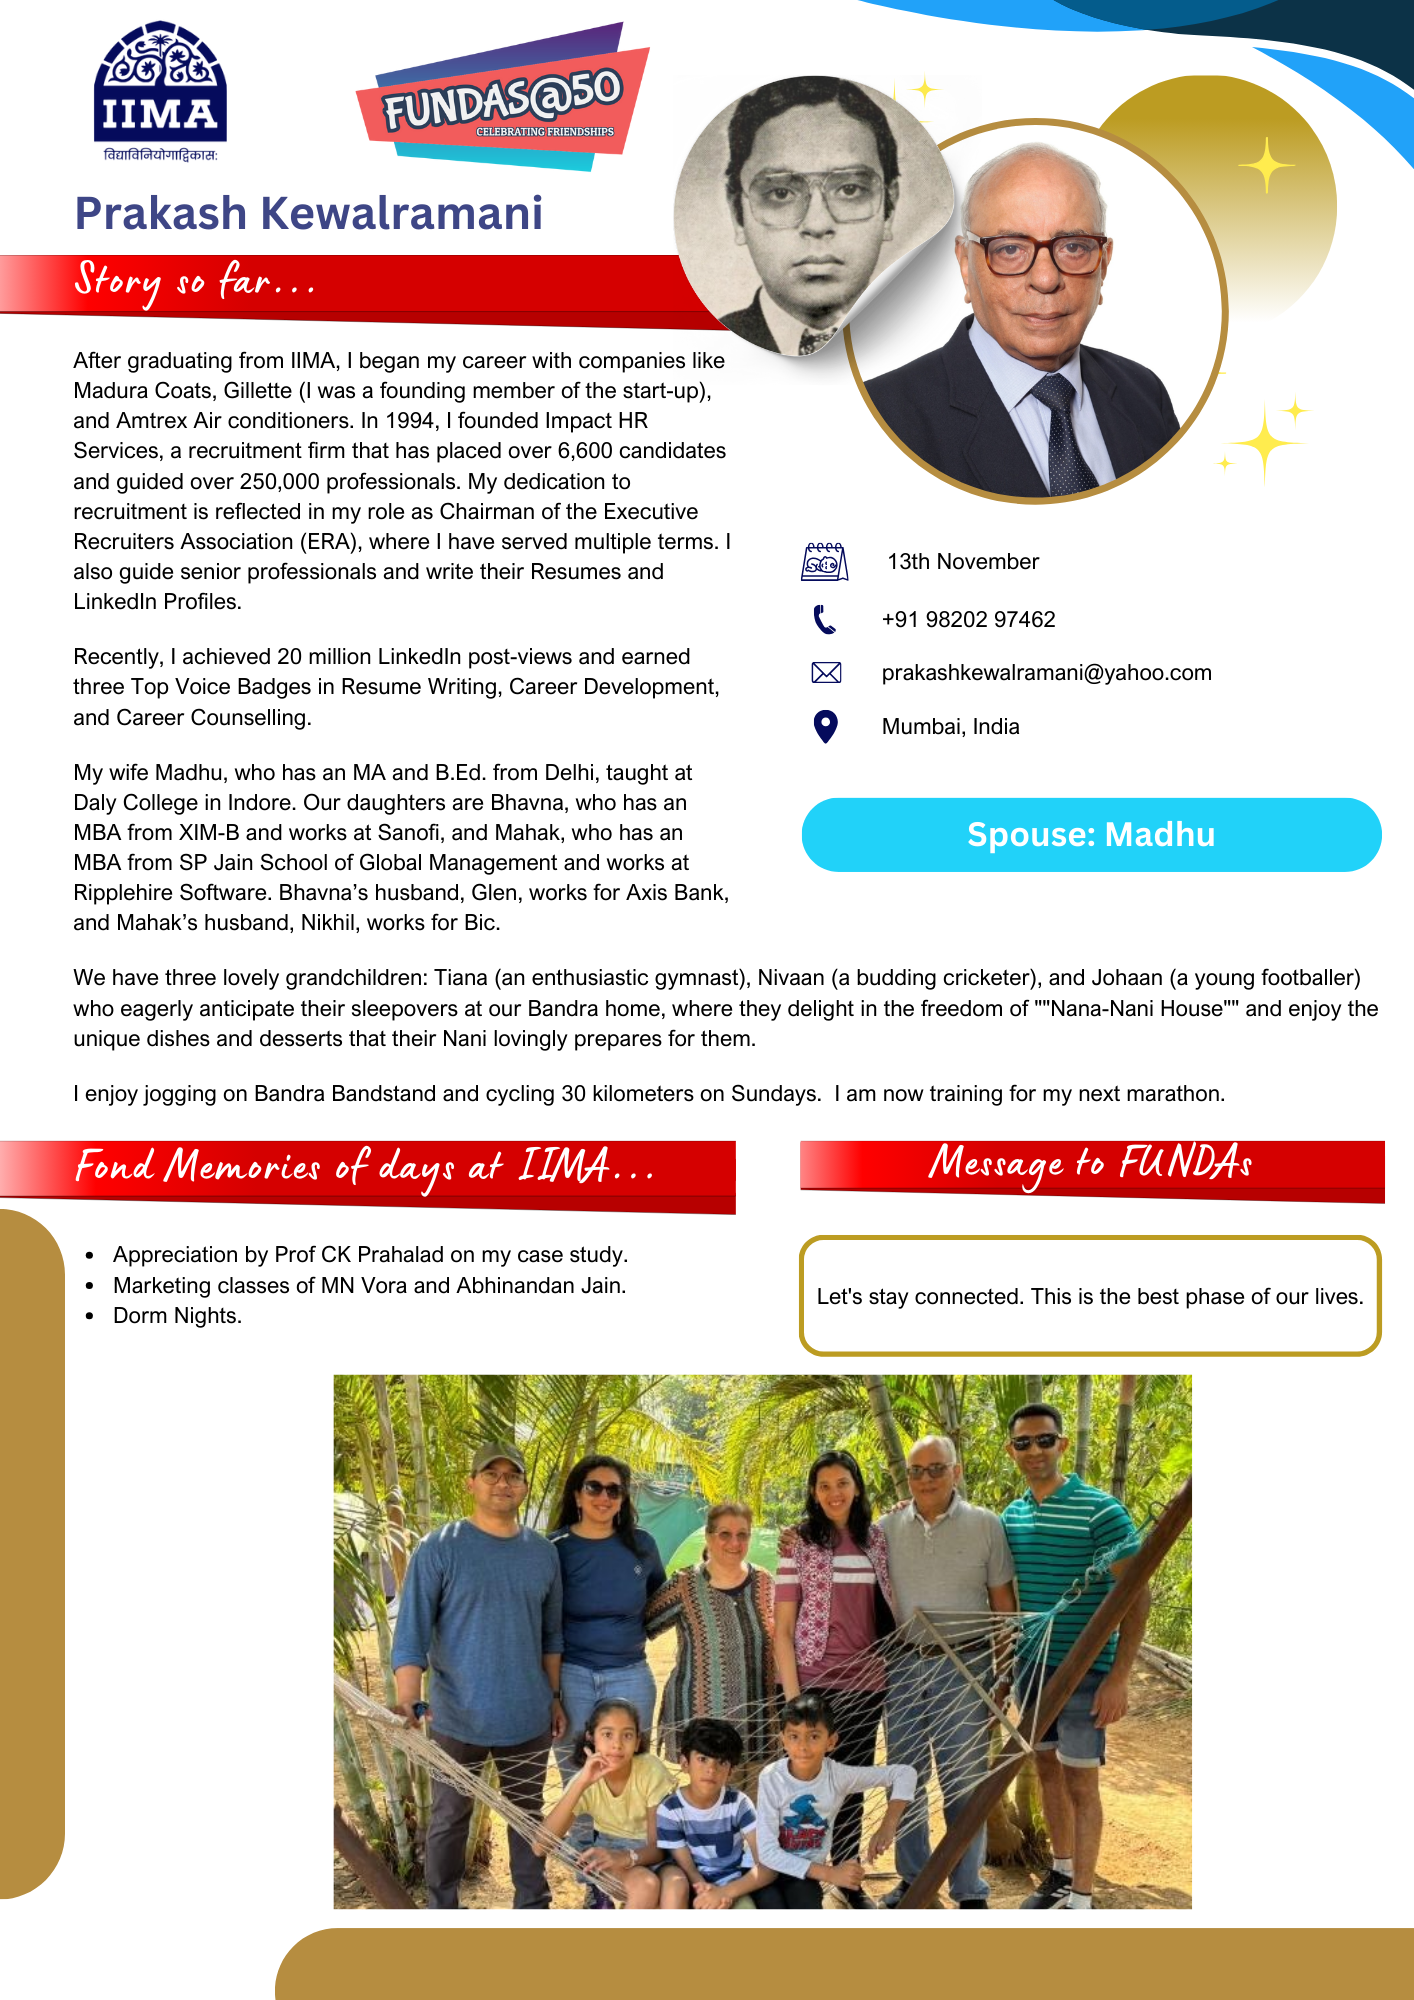 IIMA
विद्याविनियोगाद्विकास:
FUNDAS@50
CELEBRATING FRIENDSHIPS
Prakash Kewalramani
Story so far...
After graduating from IIMA, I began my career with companies like
Madura Coats, Gillette (I was a founding member of the start-up),
and Amtrex Air conditioners. In 1994, I founded Impact HR
Services, a recruitment firm that has placed over 6,600 candidates
and guided over 250,000 professionals. My dedication to
recruitment is reflected in my role as Chairman of the Executive
Recruiters Association (ERA), where I have served multiple terms. I
also guide senior professionals and write their Resumes and
LinkedIn Profiles.
Recently, I achieved 20 million LinkedIn post-views and earned
three Top Voice Badges in Resume Writing, Career Development,
and Career Counselling.
My wife Madhu, who has an MA and B.Ed. from Delhi, taught at
Daly College in Indore. Our daughters are Bhavna, who has an
MBA from XIM-B and works at Sanofi, and Mahak, who has an
MBA from SP Jain School of Global Management and works at
Ripplehire Software. Bhavna’s husband, Glen, works for Axis Bank,
and Mahak’s husband, Nikhil, works for Bic.
13th November
+91 98202 97462
prakashkewalramani@yahoo.com
Mumbai, India
Spouse: Madhu
We have three lovely grandchildren: Tiana (an enthusiastic gymnast), Nivaan (a budding cricketer), and Johaan (a young footballer)
who eagerly anticipate their sleepovers at our Bandra home, where they delight in the freedom of ""Nana-Nani House"" and enjoy the
unique dishes and desserts that their Nani lovingly prepares for them.
I enjoy jogging on Bandra Bandstand and cycling 30 kilometers on Sundays.  I am now training for my next marathon.
Fond Memories of days at IIMA...
• Appreciation by Prof CK Prahalad on my case study.
• Marketing classes of MN Vora and Abhinandan Jain.
• Dorm Nights.
Message to FUNDAs
Let's stay connected. This is the best phase of our lives.